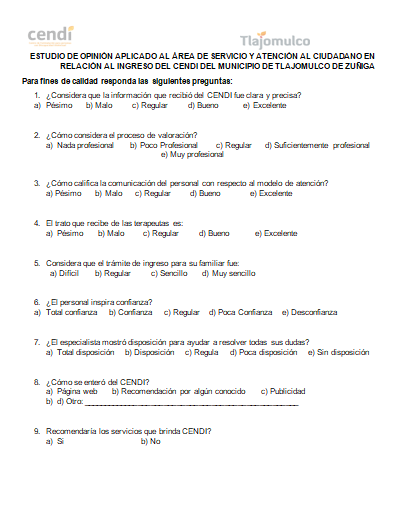 cendi
Tlajomulco
ESTUDIO DE OPINIÓN APLICADO AL ÁREA DE SERVICIO Y ATENCIÓN AL CIUDADANO EN
RELACIÓN AL INGRESO DEL CENDI DEL MUNICIPIO DE TLAJOMULCO DE ZUÑIGA
Para fines de calidad responda las siguientes preguntas:
1. ¿Considera que la información que recibió del CENDI fue clara y precisa?
a) Pésimo b) Malo c) Regular d) Bueno e) Excelente
2. ¿Cómo considera el proceso de valoración?
a) Nada profesional b) Poco Profesional c) Regular d) Suficientemente profesional
e) Muy profesional
3. ¿Cómo califica la comunicación del personal con respecto al modelo de atención?
a) Pésimo b) Malo c) Regular d) Bueno e) Excelente
4. El trato que recibe de las terapeutas es:
a) Pésimo b) Malo c) Regular d) Bueno e) Excelente
5. Considera que el trámite de ingreso para su familiar fue:
a) Difícil b) Regular c) Sencillo d) Muy sencillo
6. ¿El personal inspira confianza?
a) Total confianza b) Confianza c) Regular d) Poca Confianza e) Desconfianza
7. ¿El especialista mostró disposición para ayudar a resolver todas sus dudas?
a) Total disposición b) Disposición c) Regula d) Poca disposición e) Sin disposición
8. ¿Cómo se enteró del CENDI?
a) Página web b) Recomendación por algún conocido c) Publicidad
b) d) Otro:
9. Recomendaría los servicios que brinda CENDI?
a) Sí b) No